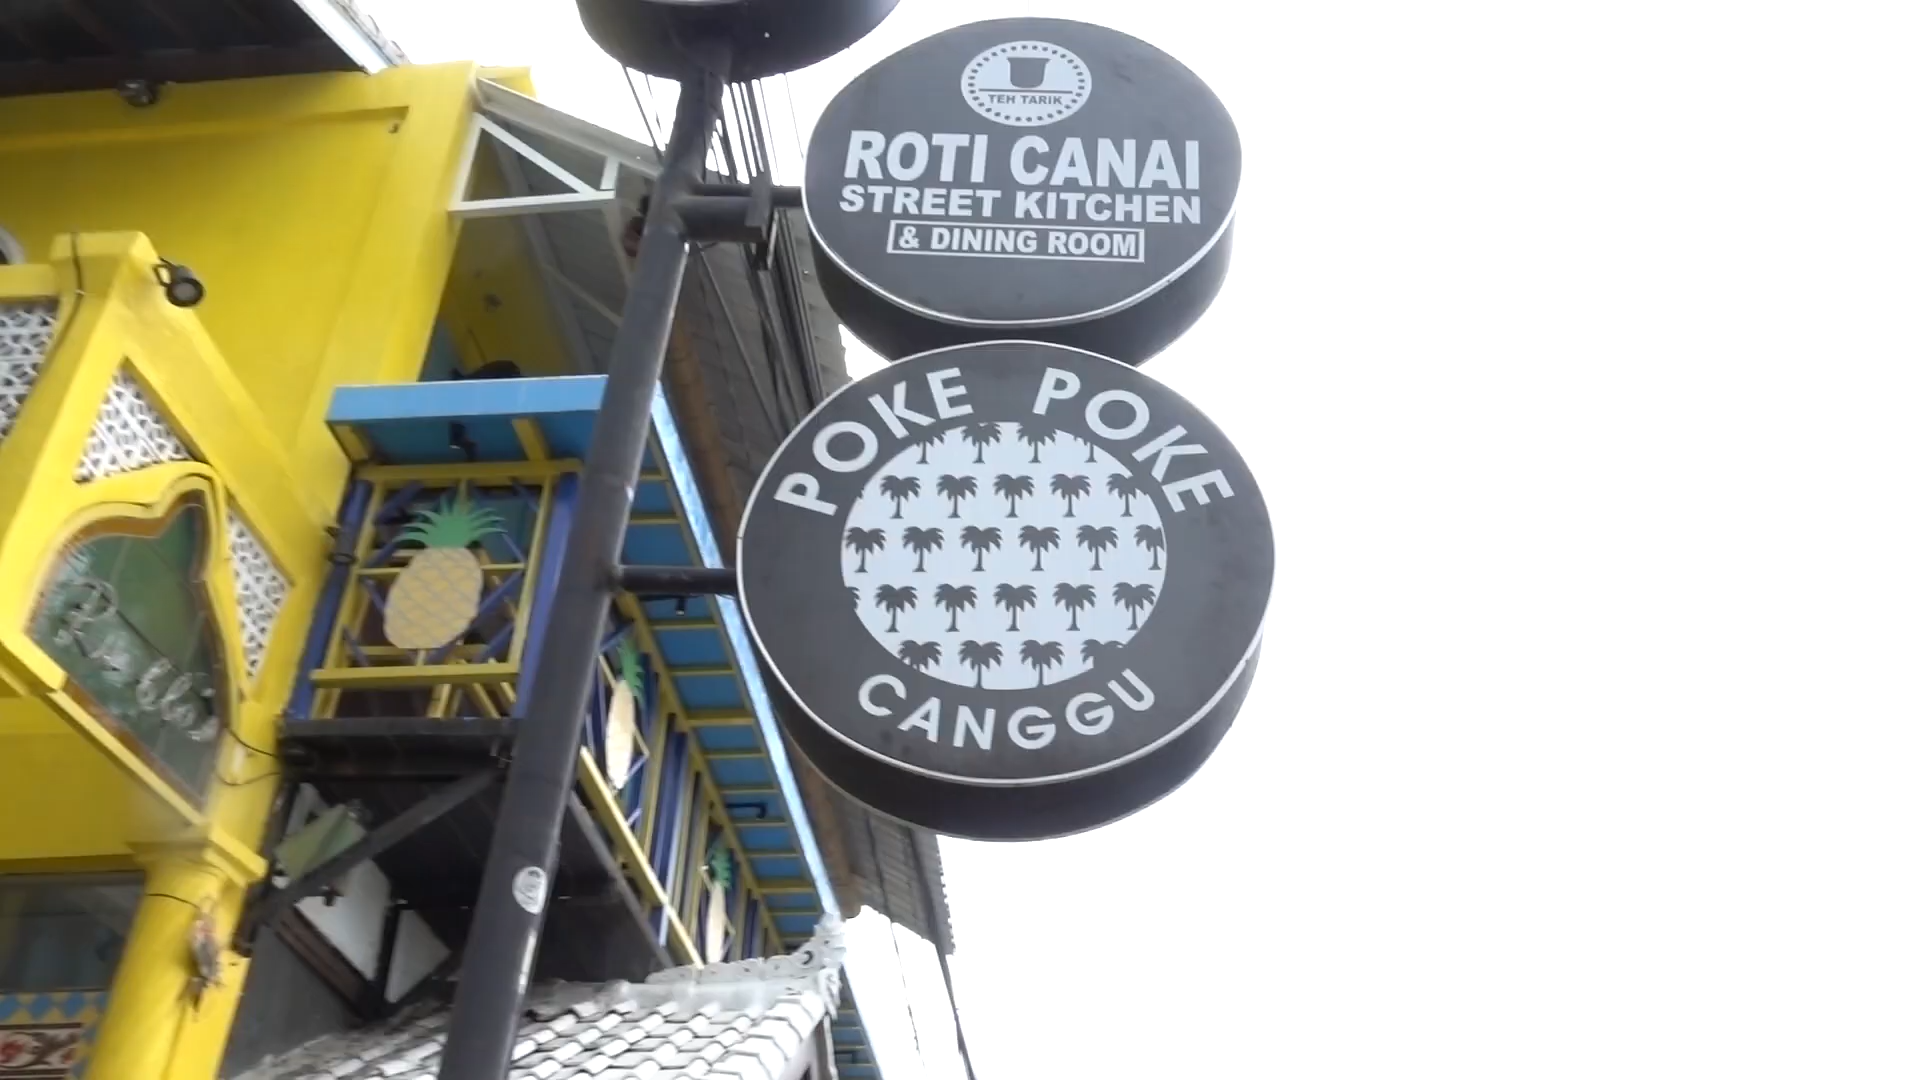 TEH TARIK
ROTI CANAI
STREET KITCHEN
& DINING ROOM
POKE POKE
CANGGU